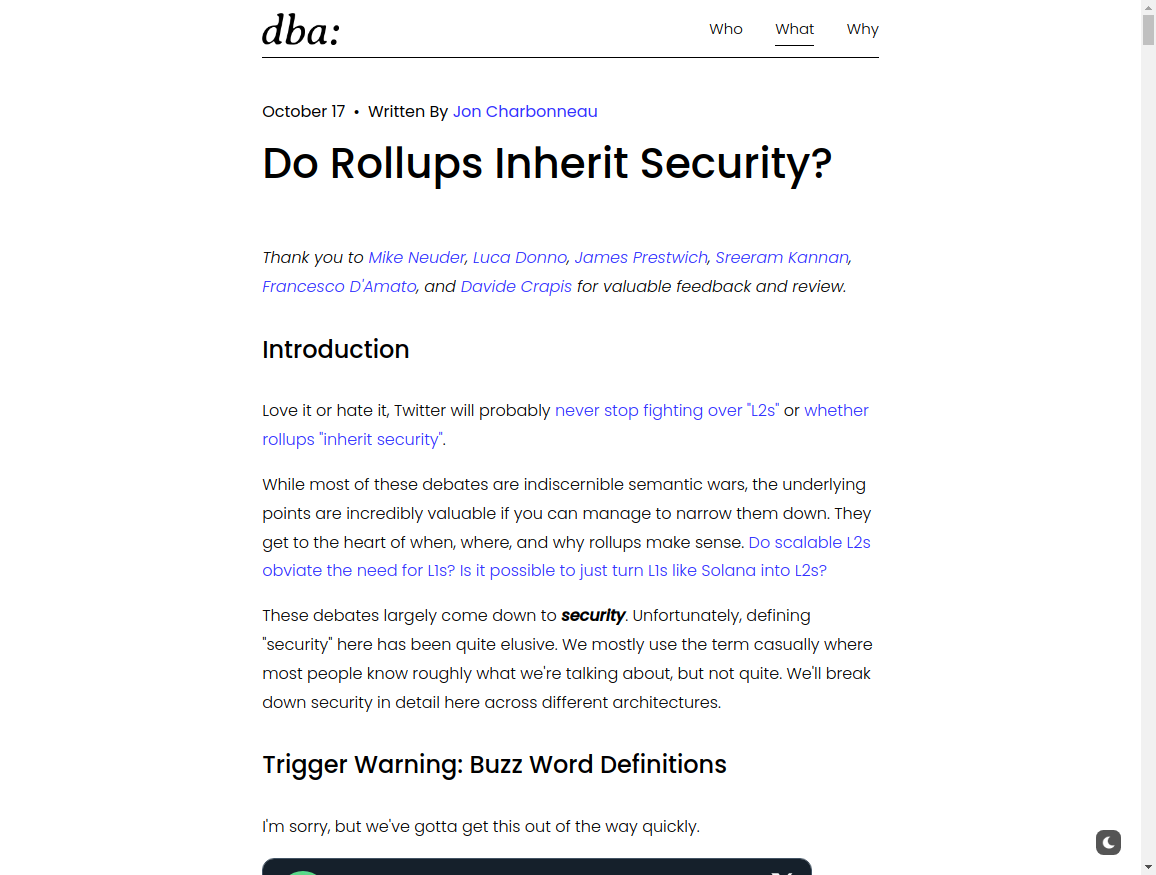 dba:
Who What Why
October 17 • Written By Jon Charbonneau
Do Rollups Inherit Security?
Thank you to Mike Neuder, Luca Donno, James Prestwich, Sreeram Kannan,
Francesco D'Amato, and Davide Crapis for valuable feedback and review.
Introduction
Love it or hate it, Twitter will probably never stop fighting over "L2s" or whether
rollups "inherit security".
While most of these debates are indiscernible semantic wars, the underlying
points are incredibly valuable if you can manage to narrow them down. They
get to the heart of when, where, and why rollups make sense. Do scalable L2s
obviate the need for L1s? Is it possible to just turn L1s like Solana into L2s?
These debates largely come down to security. Unfortunately, defining
"security" here has been quite elusive. We mostly use the term casually where
most people know roughly what we're talking about, but not quite. We'll break
down security in detail here across different architectures.
Trigger Warning: Buzz Word Definitions
I'm sorry, but we've gotta get this out of the way quickly.